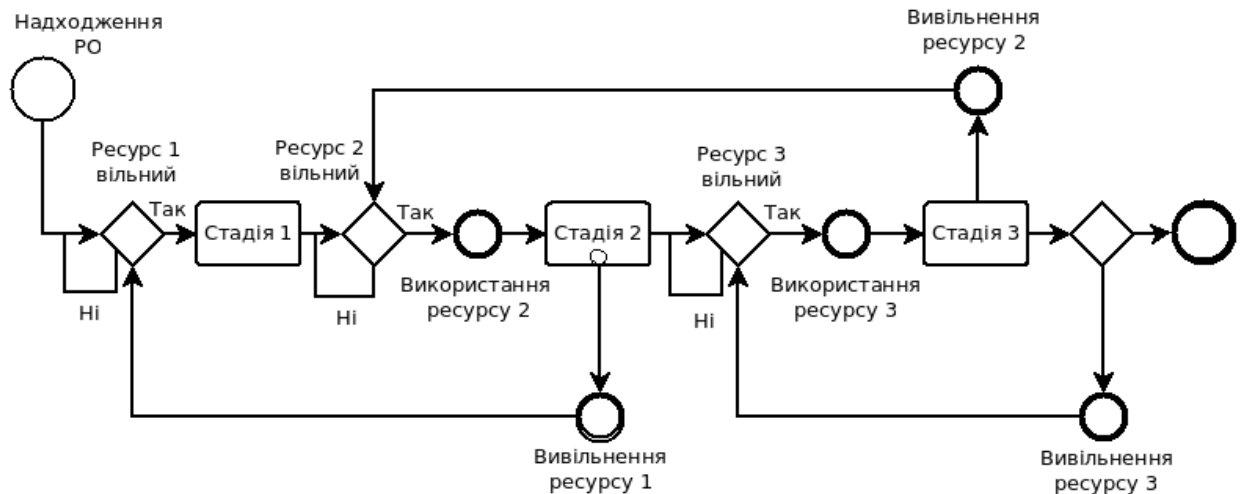 Надходження
РО
Вивільнення
ресурсу 2
Ресурс 1
вільний
Ресурс 2
вільний
Ресурс 3
вільний
Так
Стадія 1
Так
Стадія 2
Так
Стадія 3
Ні
Ні
Використання
ресурсу 2
Ні
Використання
ресурсу 3
Вивільнення
ресурсу 1
Вивільнення
ресурсу 3